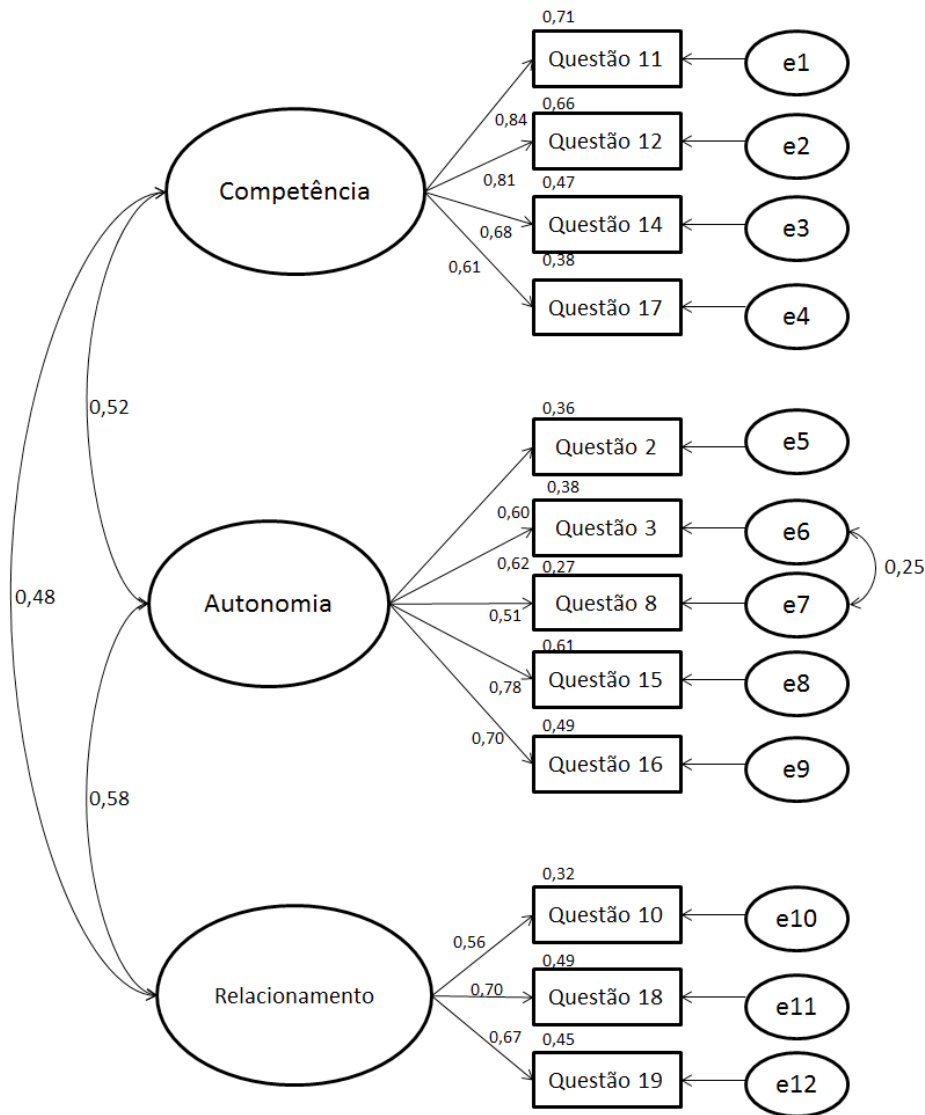 0,71
Questão 11
e1
0,84
0,66
Questão 12
e2
Competência
0,81
0,47
Questão 14
e3
0,68
0,61
0,38
Questão 17
e4
0,52
0,36
Questão 2
e5
0,60
0,38
Questão 3
e6
0,62
0,25
0,48
Autonomia
0,51
0,27
Questão 8
e7
0,78
0,61
Questão 15
e8
0,70
0,49
Questão 16
e9
0,58
0,32
Questão 10
e10
0,56
Relacionamento
0,70
0,49
Questão 18
e11
0,67
0,45
Questão 19
e12